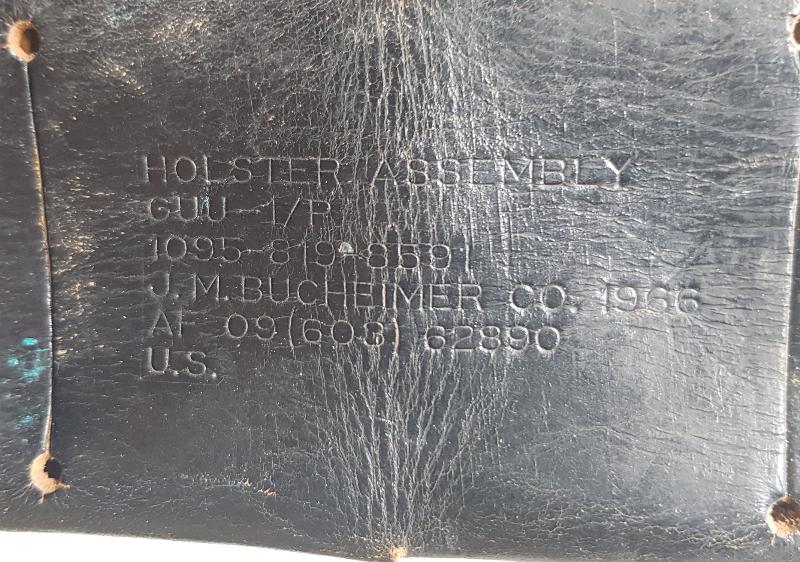 HOLSTER ASSEMBLY
GUU-1/P
1095-819-8591
J.M. BUCHEIMER CO. 1966
AF 09(603) 62890
U.S.